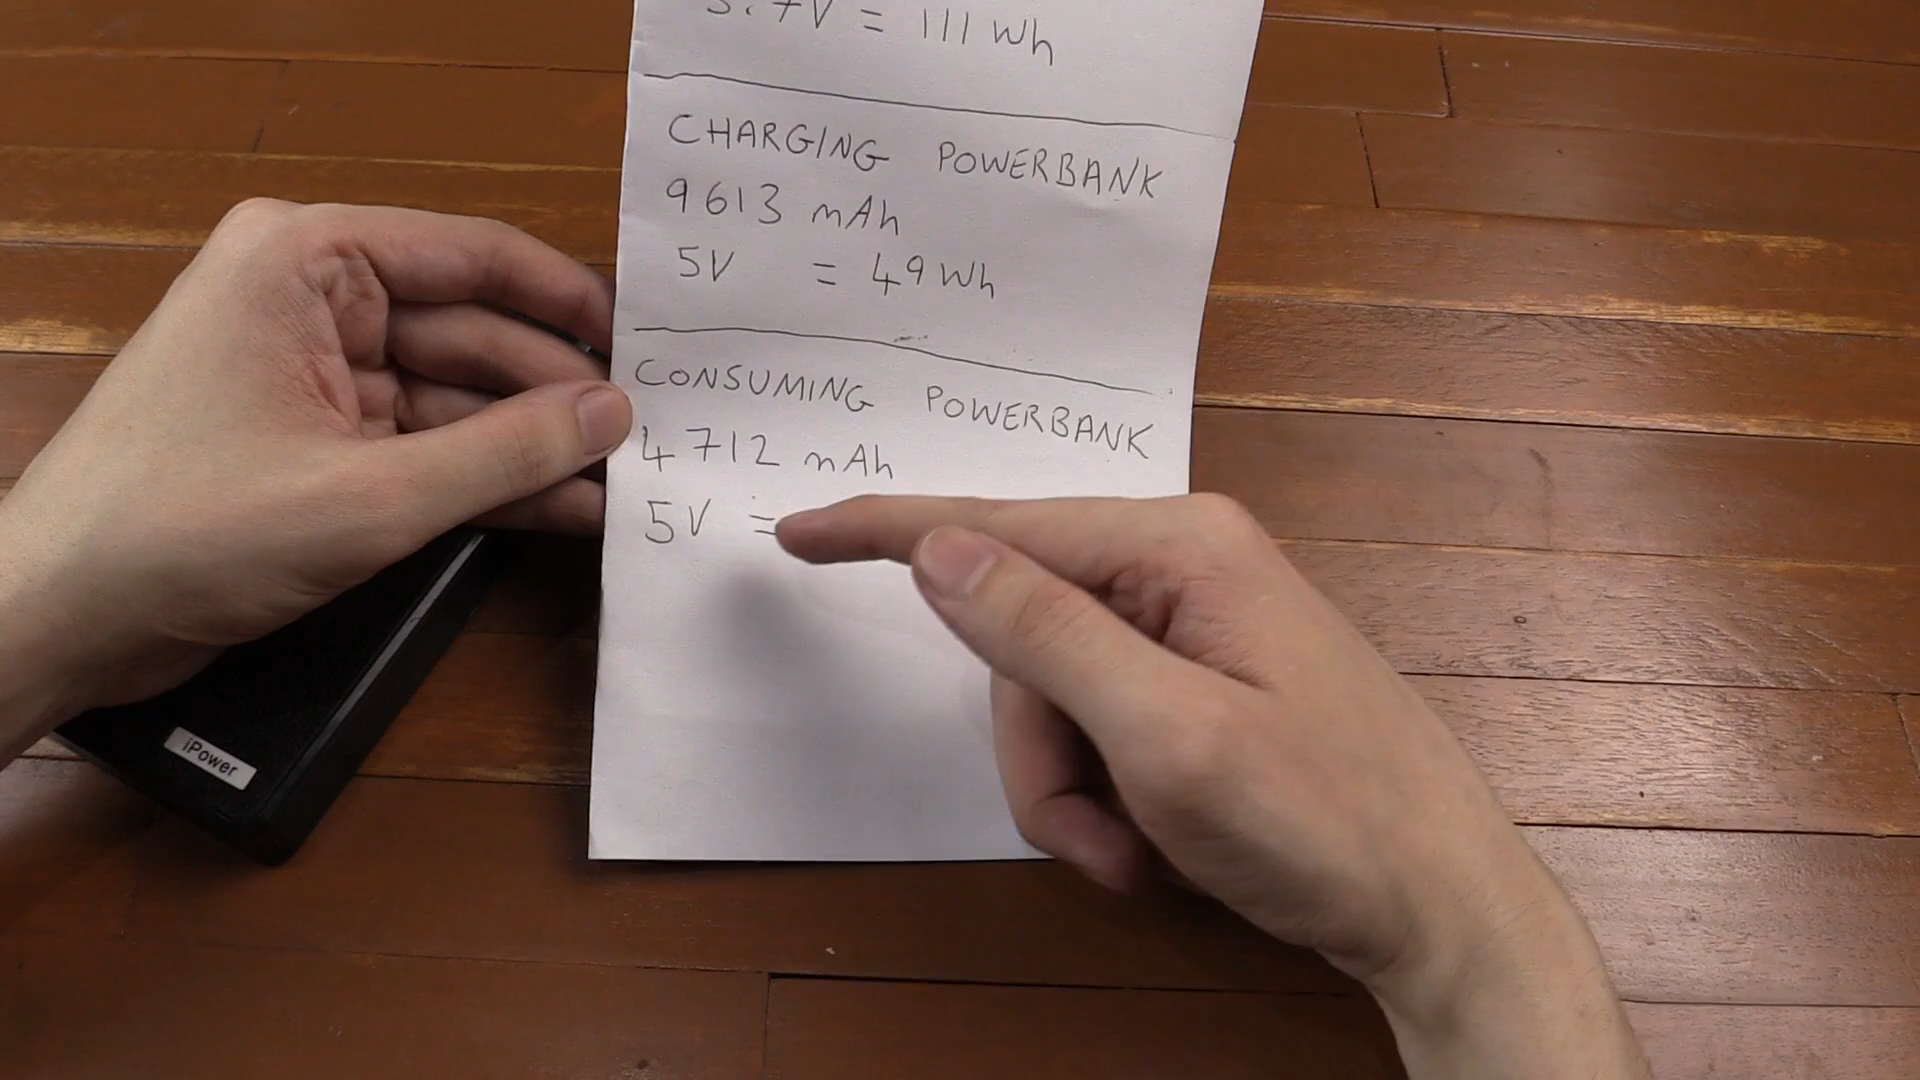 3.7V = 111 Wh
CHARGING POWERBANK
9613 mAh
5V = 49 Wh
CONSUMING POWERBANK
4712 mAh
5V =
iPower